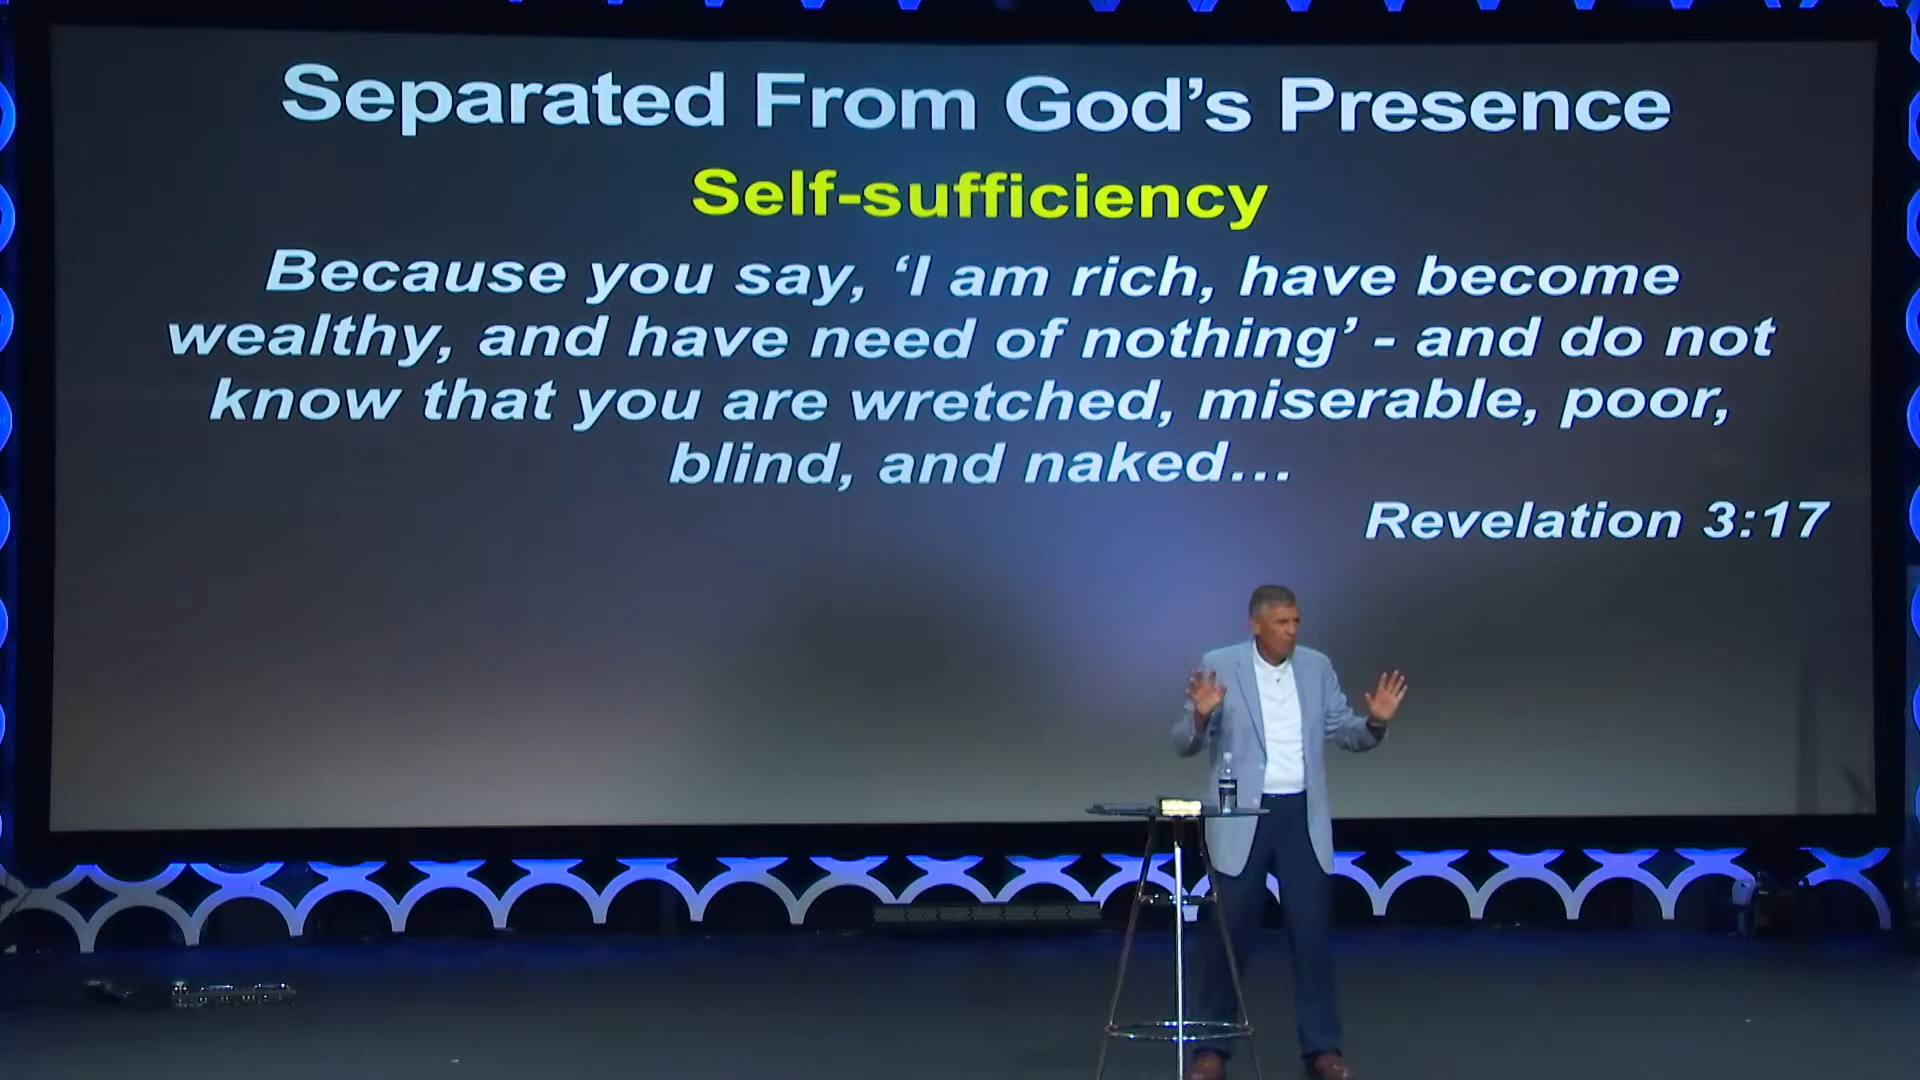 Separated From God’s Presence
Self-sufficiency
Because you say, ‘I am rich, have become
wealthy, and have need of nothing’ - and do not
know that you are wretched, miserable, poor,
blind, and naked…
Revelation 3:17